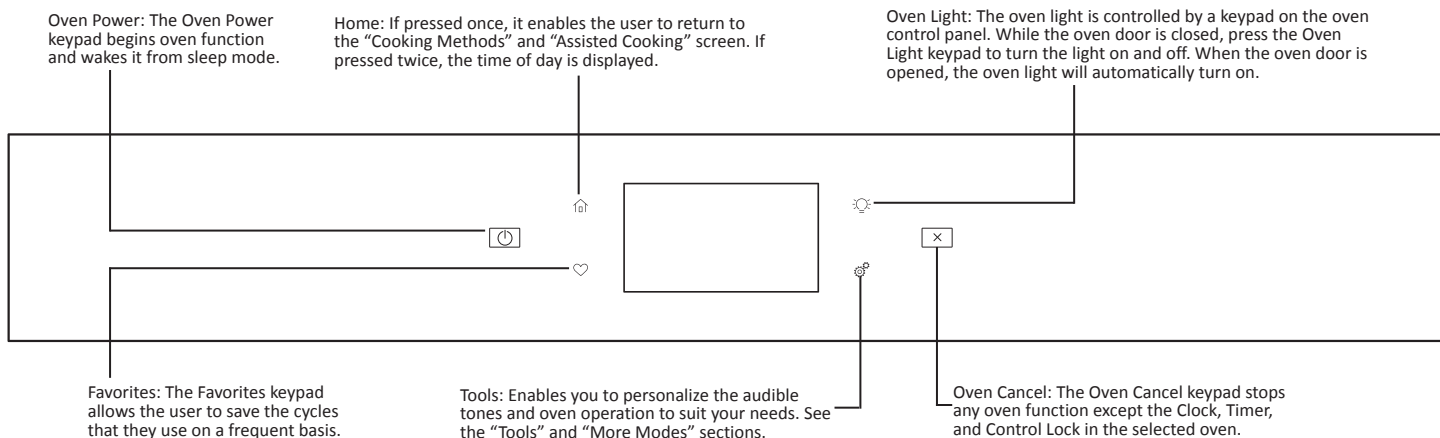 Oven Power: The Oven Power
keypad begins oven function
and wakes it from sleep mode.
Home: If pressed once, it enables the user to return to
the “Cooking Methods” and “Assisted Cooking” screen. If
pressed twice, the time of day is displayed.
Oven Light: The oven light is controlled by a keypad on the oven
control panel. While the oven door is closed, press the Oven
Light keypad to turn the light on and off. When the oven door is
opened, the oven light will automatically turn on.
Favorites: The Favorites keypad
allows the user to save the cycles
that they use on a frequent basis.
Tools: Enables you to personalize the audible
tones and oven operation to suit your needs. See
the “Tools” and “More Modes” sections.
Oven Cancel: The Oven Cancel keypad stops
any oven function except the Clock, Timer,
and Control Lock in the selected oven.